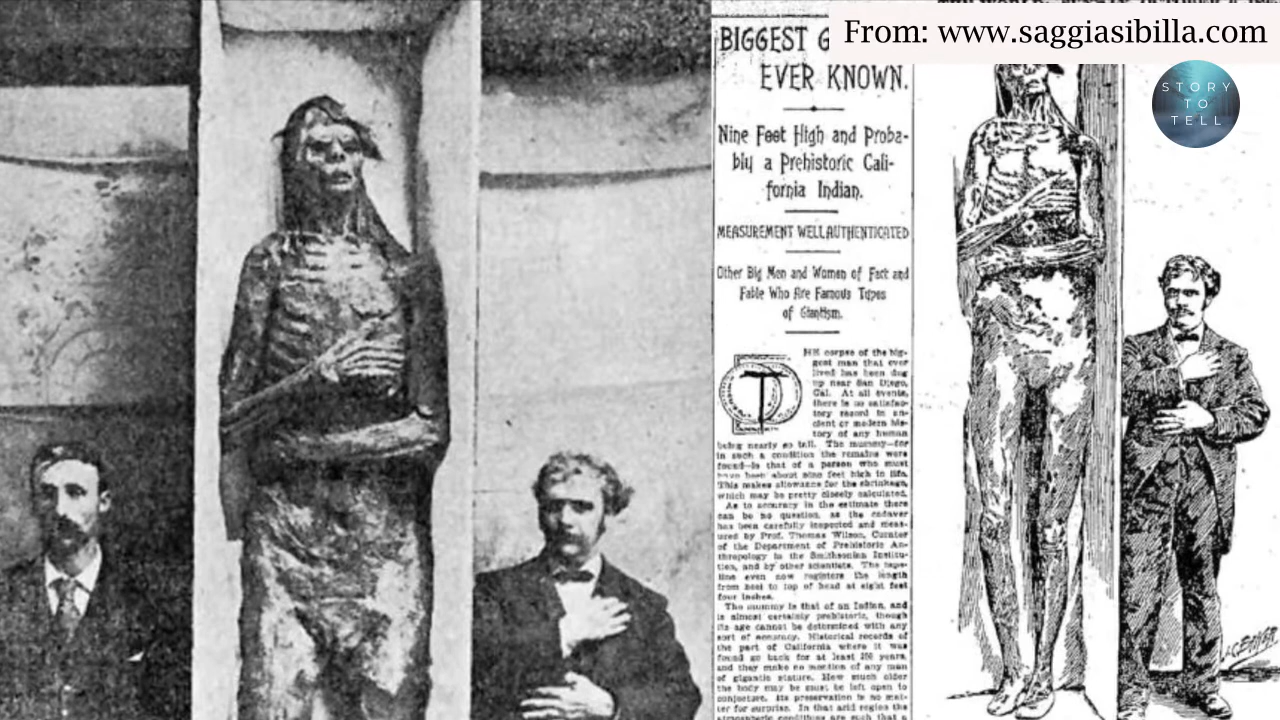 From: www.saggiasibilla.com
STORY
TO
TELL
BIGGEST G
EVER KNOWN.
Nine Feet High and Proba-
bly a Prehistoric Cali-
fornia Indian.
MEASUREMENT WELL AUTHENTICATED
Other Big Men and Women of Fact and
Fable Who Are Famous Types
of Giantism.
THE corpse of the big-
gest man that ever
lived has been dug
up near San Diego,
Cal. At all events,
there is no satisfac-
tory record in an-
cient or modern his-
tory of any human
being nearly so tall. The mummy—for
in such a condition the remains were
found—is that of a person who must
have been about nine feet high in life.
This makes allowance for the shrinkage,
which may be pretty closely calculated.
As to accuracy in the estimate there
can be no question, as the cadaver
has been carefully inspected and meas-
ured by Prof. Thomas Wilson, Curator
of the Department of Prehistoric An-
thropology in the Smithsonian Institu-
tion, and by other scientists. The tape-
line even now registers the length
from heel to top of head at eight feet
four inches.
The mummy is that of an Indian, and
is almost certainly prehistoric, though
its age cannot be determined with any
sort of accuracy. Historical records of
the part of California where it was
found go back for at least 250 years,
and they make no mention of any man
of gigantic stature. How much older
the body may be must be left open to
conjecture. Its preservation is no mat-
ter for surprise. In that arid region the
atmospheric conditions are such that a